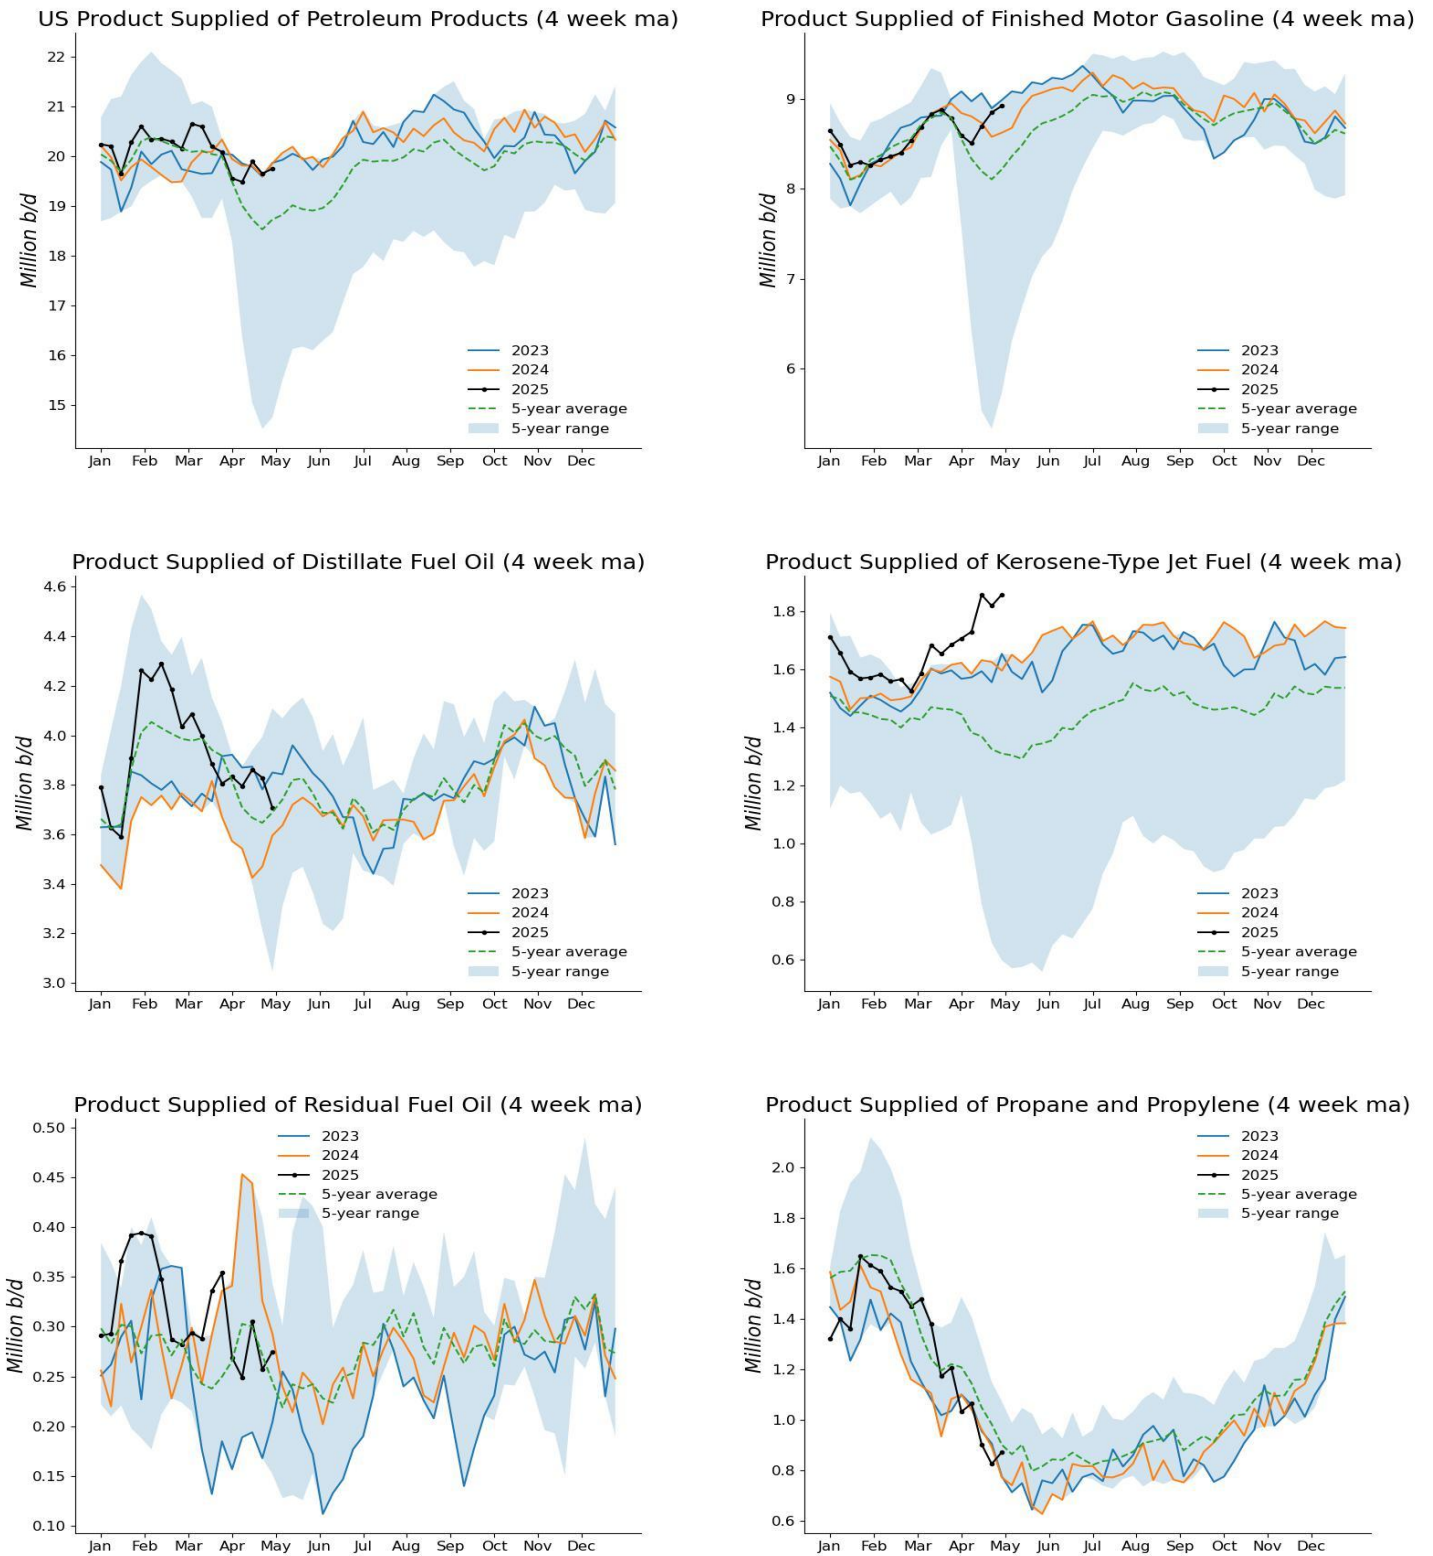 US Product Supplied of Petroleum Products (4 week ma)
Million b/d
22
21
20
19
18
17
16
15
2023
2024
2025
5-year average
5-year range
Jan Feb Mar Apr May Jun Jul Aug Sep Oct Nov Dec
Product Supplied of Finished Motor Gasoline (4 week ma)
Million b/d
9
8
7
6
2023
2024
2025
5-year average
5-year range
Jan Feb Mar Apr May Jun Jul Aug Sep Oct Nov Dec
Product Supplied of Distillate Fuel Oil (4 week ma)
Million b/d
4.6
4.4
4.2
4.0
3.8
3.6
3.4
3.2
3.0
2023
2024
2025
5-year average
5-year range
Jan Feb Mar Apr May Jun Jul Aug Sep Oct Nov Dec
Product Supplied of Kerosene-Type Jet Fuel (4 week ma)
Million b/d
1.8
1.6
1.4
1.2
1.0
0.8
0.6
2023
2024
2025
5-year average
5-year range
Jan Feb Mar Apr May Jun Jul Aug Sep Oct Nov Dec
Product Supplied of Residual Fuel Oil (4 week ma)
Million b/d
0.50
0.45
0.40
0.35
0.30
0.25
0.20
0.15
0.10
2023
2024
2025
5-year average
5-year range
Jan Feb Mar Apr May Jun Jul Aug Sep Oct Nov Dec
Product Supplied of Propane and Propylene (4 week ma)
Million b/d
2.0
1.8
1.6
1.4
1.2
1.0
0.8
0.6
2023
2024
2025
5-year average
5-year range
Jan Feb Mar Apr May Jun Jul Aug Sep Oct Nov Dec